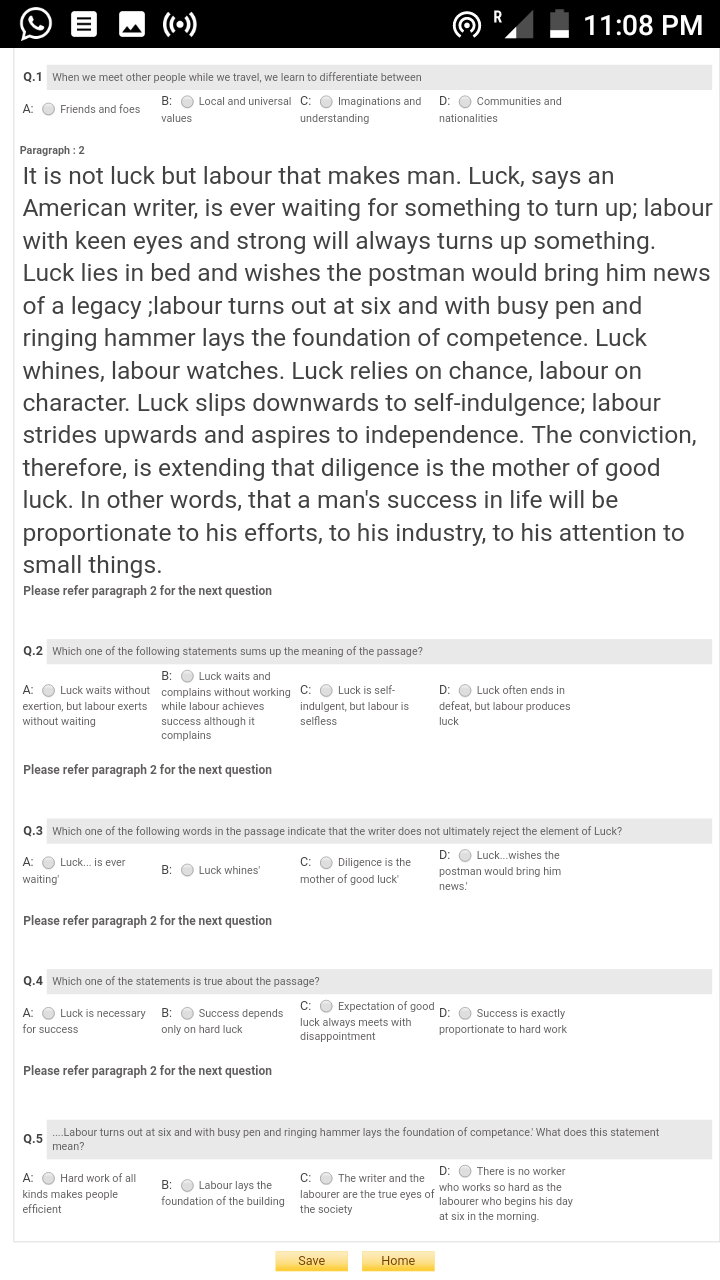 R 11:08 PM
Q.1 When we meet other people while we travel, we learn to differentiate between
A: Friends and foes
B: Local and universal
values
C: Imaginations and
understanding
D: Communities and
nationalities
Paragraph : 2
It is not luck but labour that makes man. Luck, says an
American writer, is ever waiting for something to turn up; labour
with keen eyes and strong will always turns up something.
Luck lies in bed and wishes the postman would bring him news
of a legacy ;labour turns out at six and with busy pen and
ringing hammer lays the foundation of competence. Luck
whines, labour watches. Luck relies on chance, labour on
character. Luck slips downwards to self-indulgence; labour
strides upwards and aspires to independence. The conviction,
therefore, is extending that diligence is the mother of good
luck. In other words, that a man's success in life will be
proportionate to his efforts, to his industry, to his attention to
small things.
Please refer paragraph 2 for the next question
Q.2 Which one of the following statements sums up the meaning of the passage?
A: Luck waits without
exertion, but labour exerts
without waiting
B: Luck waits and
complains without working
while labour achieves
success although it
complains
C: Luck is self-
indulgent, but labour is
selfless
D: Luck often ends in
defeat, but labour produces
luck
Please refer paragraph 2 for the next question
Q.3 Which one of the following words in the passage indicate that the writer does not ultimately reject the element of Luck?
A: Luck... is ever
waiting'
B: Luck whines'
C: Diligence is the
mother of good luck'
D: Luck...wishes the
postman would bring him
news.'
Please refer paragraph 2 for the next question
Q.4 Which one of the statements is true about the passage?
A: Luck is necessary
for success
B: Success depends
only on hard luck
C: Expectation of good
luck always meets with
disappointment
D: Success is exactly
proportionate to hard work
Please refer paragraph 2 for the next question
Q.5 ....Labour turns out at six and with busy pen and ringing hammer lays the foundation of competance.' What does this statement
mean?
A: Hard work of all
kinds makes people
efficient
B: Labour lays the
foundation of the building
C: The writer and the
labourer are the true eyes of
the society
D: There is no worker
who works so hard as the
labourer who begins his day
at six in the morning.
Save Home